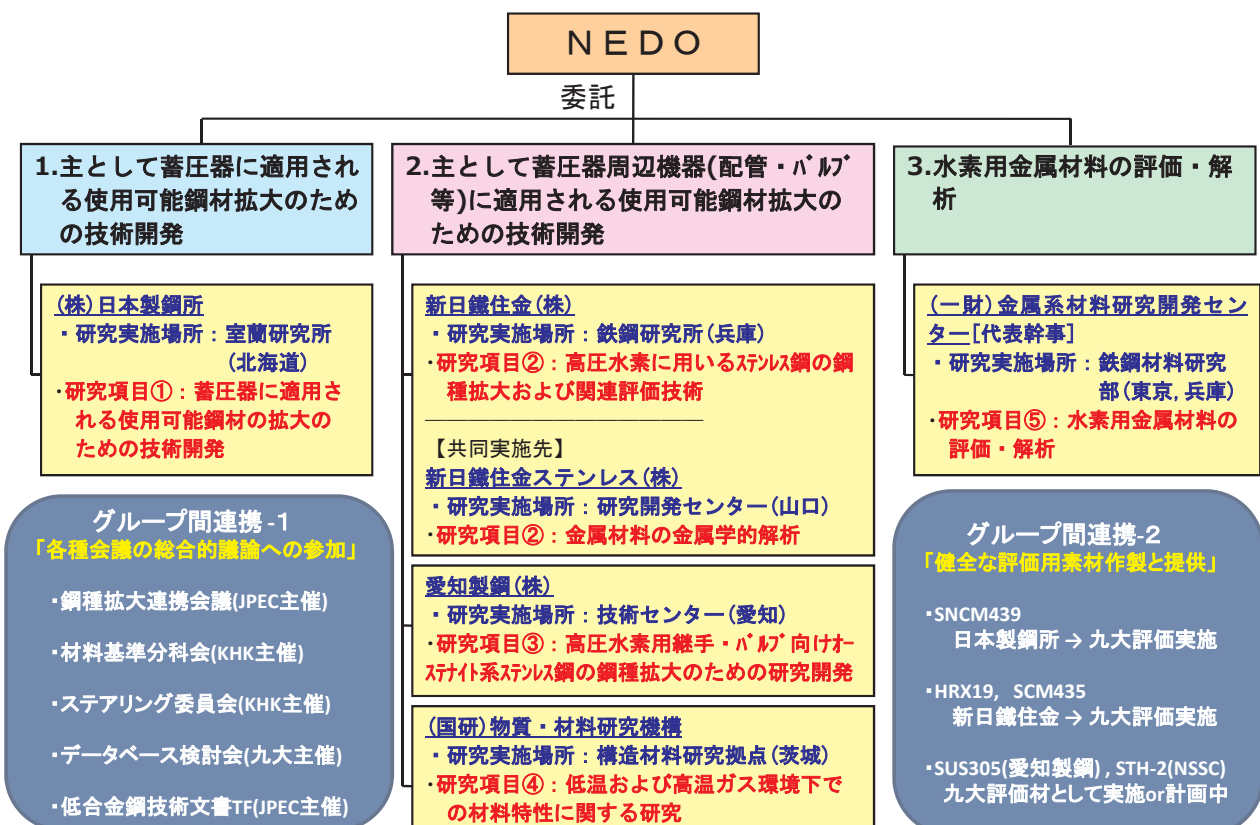 ＮＥＤＯ
委託
1.主として蓄圧器に適用され
る使用可能鋼材拡大のため
の技術開発
2.主として蓄圧器周辺機器(配管・ﾊﾞﾙﾌﾞ
等)に適用される使用可能鋼材拡大の
ための技術開発
3.水素用金属材料の評価・解
析
(株)日本製鋼所
・研究実施場所：室蘭研究所
(北海道)
・研究項目①：蓄圧器に適用さ
れる使用可能鋼材の拡大の
ための技術開発
新日鐵住金(株)
・研究実施場所：鉄鋼研究所(兵庫)
・研究項目②：高圧水素に用いるｽﾃﾝﾚｽ鋼の鋼
種拡大および関連評価技術
【共同実施先】
新日鐵住金ステンレス(株)
・研究実施場所：研究開発センター(山口)
・研究項目②：金属材料の金属学的解析
愛知製鋼(株)
・研究実施場所：技術センター(愛知)
・研究項目③：高圧水素用継手・ﾊﾞﾙﾌﾞ向けｵｰ
ｽﾃﾅｲﾄ系ｽﾃﾝﾚｽ鋼の鋼種拡大のための研究開発
(国研)物質・材料研究機構
・研究実施場所：構造材料研究拠点(茨城)
・研究項目④：低温および高温ガス環境下で
の材料特性に関する研究
(一財)金属系材料研究開発セン
ター[代表幹事]
・研究実施場所：鉄鋼材料研究
部(東京,兵庫)
・研究項目⑤：水素用金属材料の
評価・解析
グループ間連携-1
「各種会議の総合的議論への参加」
・鋼種拡大連携会議(JPEC主催)
・材料基準分科会(KHK主催)
・ステアリング委員会(KHK主催)
・データベース検討会(九大主催)
・低合金鋼技術文書TF(JPEC主催)
グループ間連携-2
「健全な評価用素材作製と提供」
・SNCM439
日本製鋼所 → 九大評価実施
・HRX19, SCM435
新日鐵住金 → 九大評価実施
・SUS305(愛知製鋼) , STH-2(NSSC)
九大評価材として実施or計画中